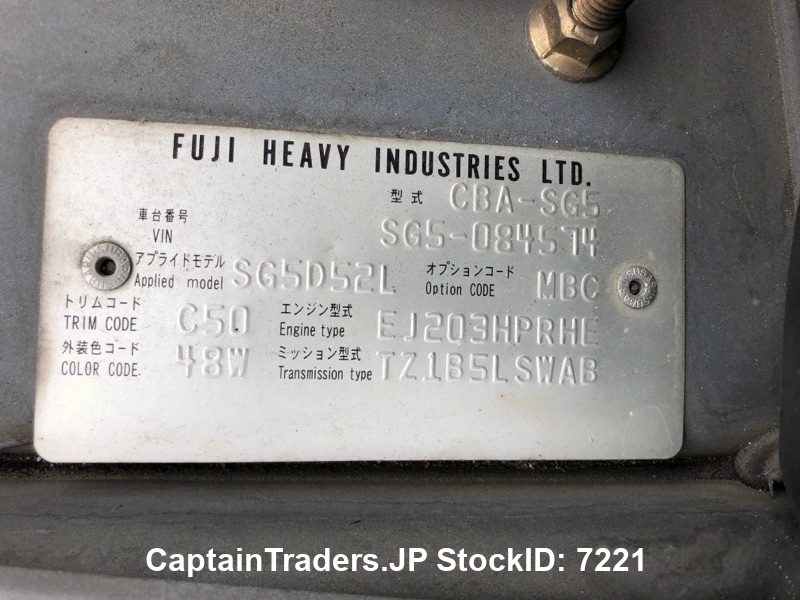 FUJI HEAVY INDUSTRIES LTD.
型式 CBA-SG5
車台番号
VIN SG5-084574
アプライドモデル
Applied model SG5D52L
オプションコード
Option CODE MBC
トリムコード
TRIM CODE C50
エンジン型式
Engine type EJ203HPRHE
外装色コード
COLOR CODE. 48W
ミッション型式
Transmission type TZ1B5LSWAB
CaptainTraders.JP StockID: 7221